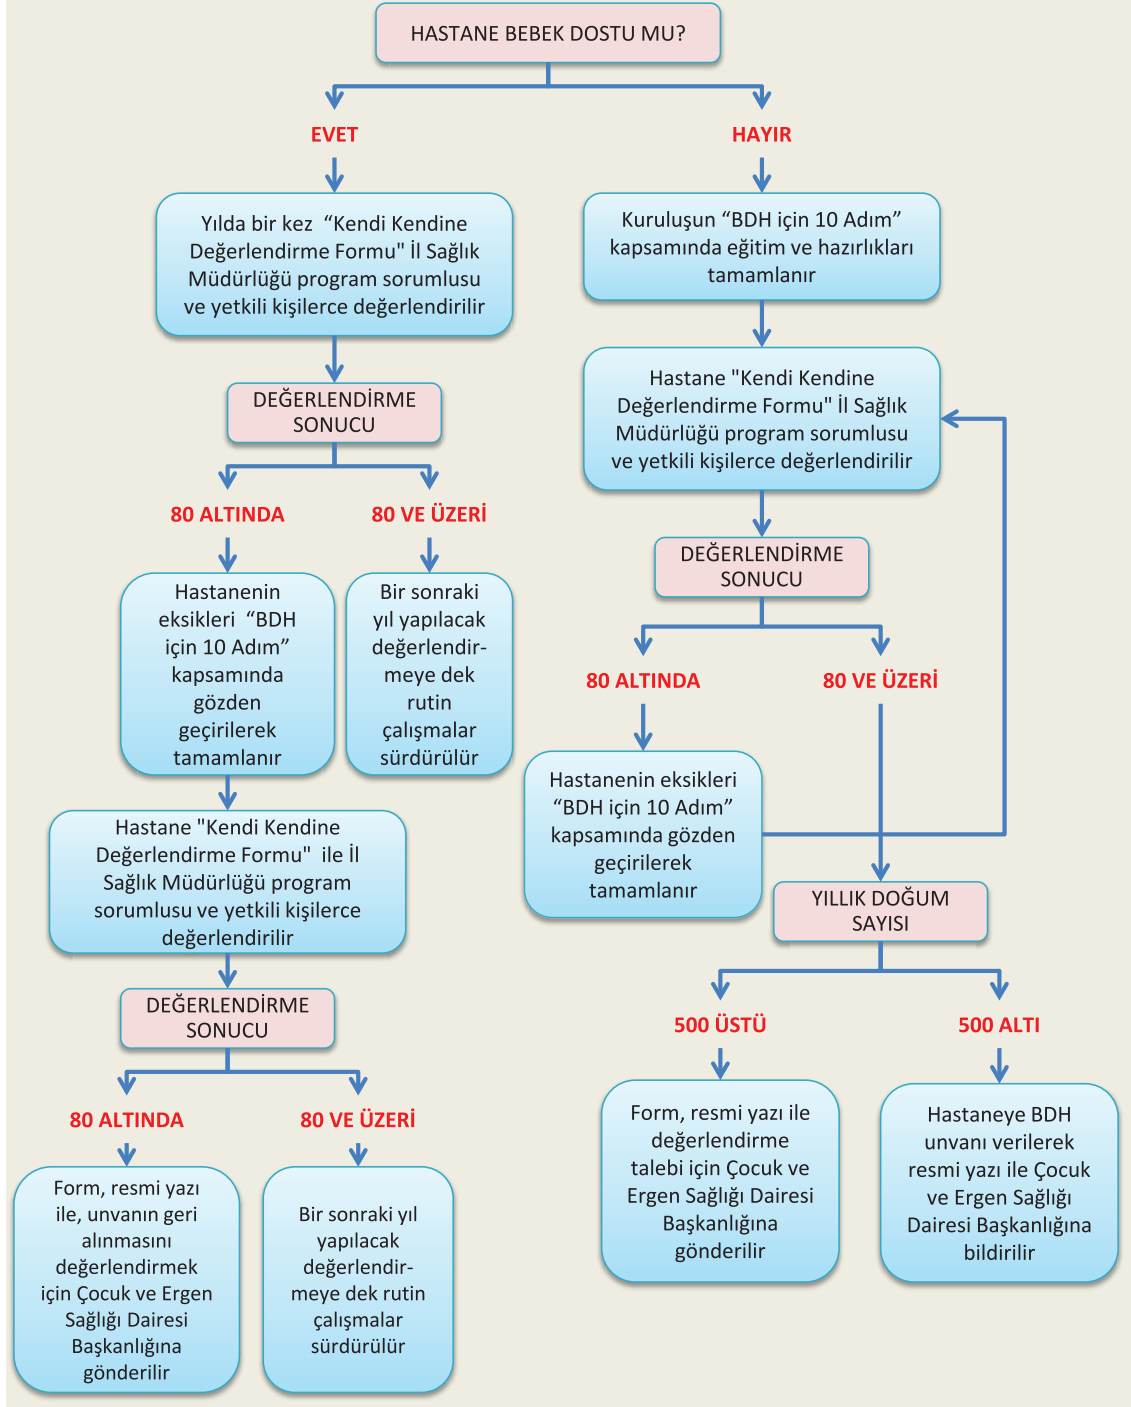 HASTANE BEBEK DOSTU MU?
EVET
Yılda bir kez “Kendi Kendine
Değerlendirme Formu" İl Sağlık
Müdürlüğü program sorumlusu
ve yetkili kişilerce değerlendirilir
DEĞERLENDİRME
SONUCU
80 ALTINDA
Hastanenin
eksikleri “BDH
için 10 Adım”
kapsamında
gözden
geçirilerek
tamamlanır
80 VE ÜZERİ
Bir sonraki
yıl yapılacak
değerlendir-
meye dek
rutin
çalışmalar
sürdürülür
Hastane "Kendi Kendine
Değerlendirme Formu" ile İl
Sağlık Müdürlüğü program
sorumlusu ve yetkili kişilerce
değerlendirilir
DEĞERLENDİRME
SONUCU
80 ALTINDA
Form, resmi yazı
ile, unvanın geri
alınmasını
değerlendirmek
için Çocuk ve Ergen
Sağlığı Dairesi
Başkanlığına
gönderilir
80 VE ÜZERİ
Bir sonraki yıl
yapılacak
değerlendir-
meye dek rutin
çalışmalar
sürdürülür
HAYIR
Kuruluşun “BDH için 10 Adım”
kapsamında eğitim ve hazırlıkları
tamamlanır
Hastane "Kendi Kendine
Değerlendirme Formu" İl Sağlık
Müdürlüğü program sorumlusu
ve yetkili kişilerce değerlendirilir
DEĞERLENDİRME
SONUCU
80 ALTINDA
Hastanenin eksikleri
“BDH için 10 Adım”
kapsamında gözden
geçirilerek
tamamlanır
80 VE ÜZERİ
YILLIK DOĞUM
SAYISI
500 ÜSTÜ
Form, resmi yazı ile
değerlendirme
talebi için Çocuk ve
Ergen Sağlığı Dairesi
Başkanlığına
gönderilir
500 ALTI
Hastaneye BDH
unvanı verilerek
resmi yazı ile Çocuk
ve Ergen Sağlığı
Dairesi Başkanlığına
bildirilir